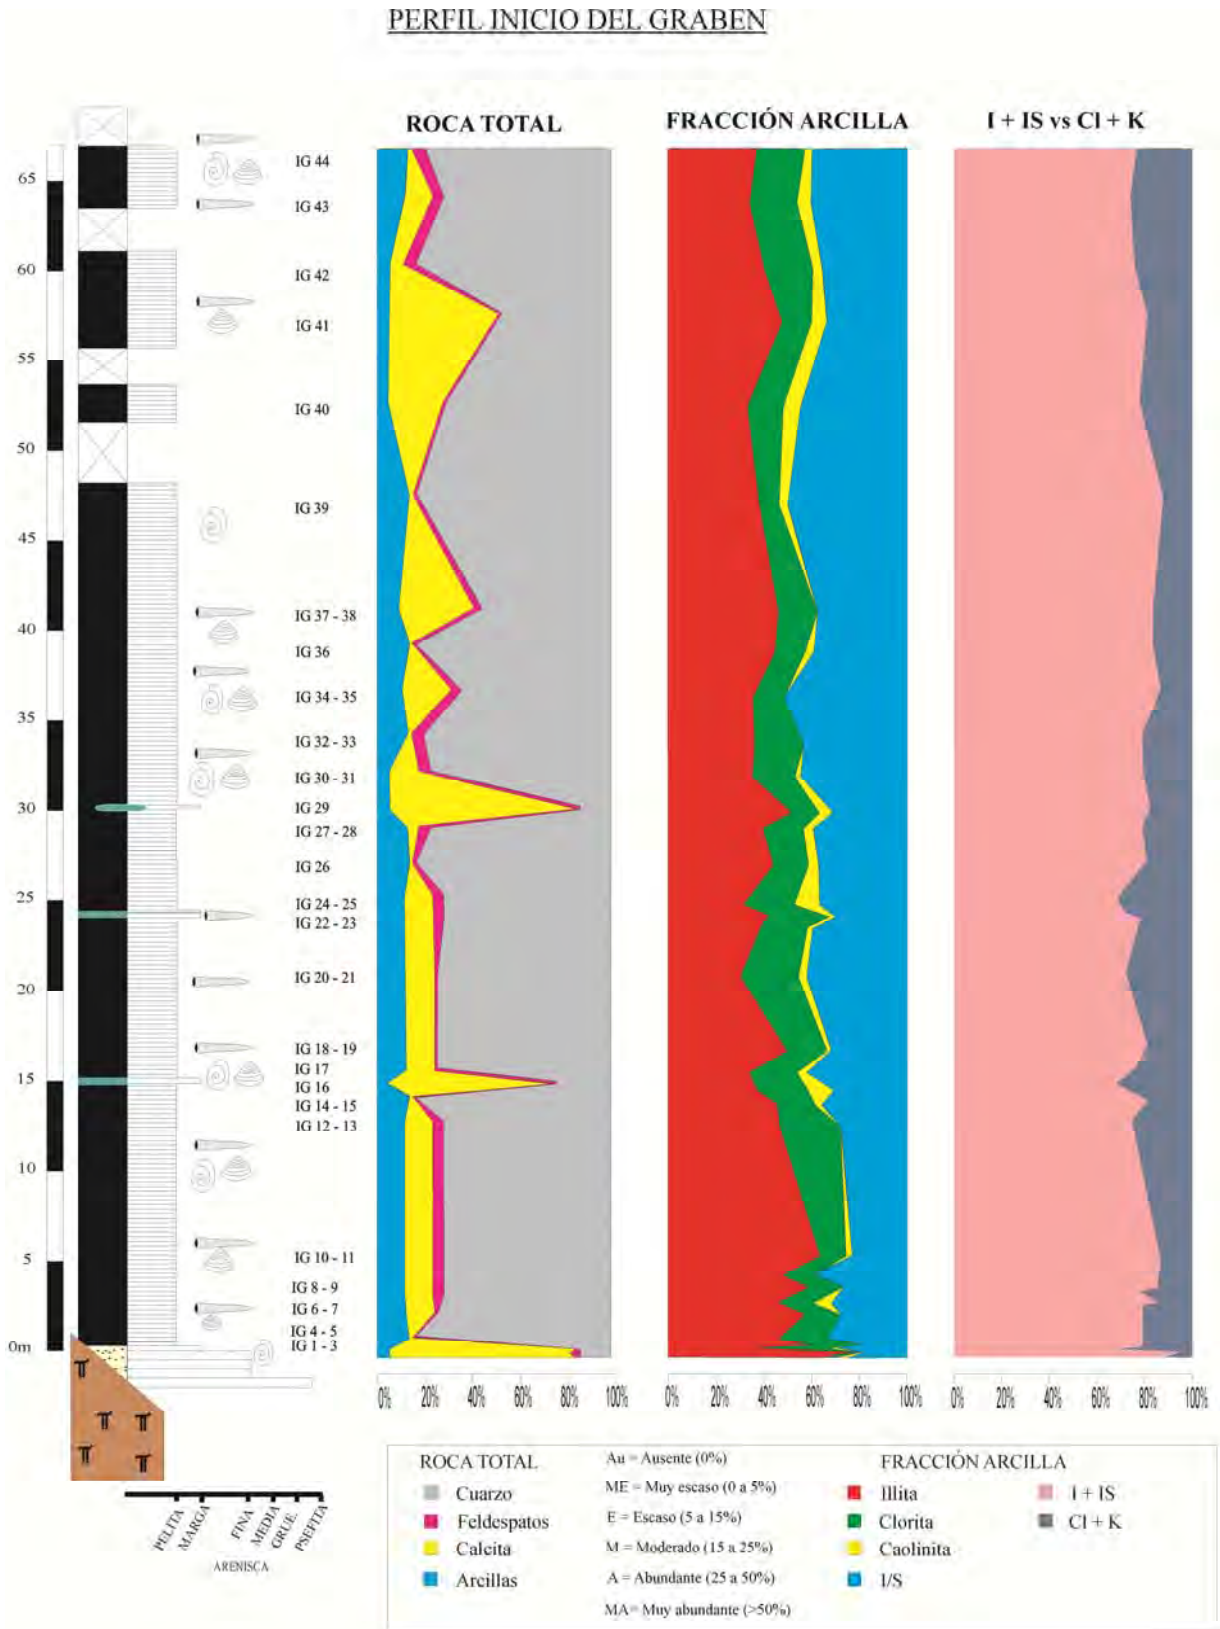 PERFIL INICIO DEL GRABEN
ROCA TOTAL
FRACCIÓN ARCILLA
I + IS vs Cl + K
65
60
55
50
45
40
35
30
25
20
15
10
5
0m
IG 44
IG 43
IG 42
IG 41
IG 40
IG 39
IG 37 - 38
IG 36
IG 34 - 35
IG 32 - 33
IG 30 - 31
IG 29
IG 27 - 28
IG 26
IG 24 - 25
IG 22 - 23
IG 20 - 21
IG 18 - 19
IG 17
IG 16
IG 14 - 15
IG 12 - 13
IG 10 - 11
IG 8 - 9
IG 6 - 7
IG 4 - 5
IG 1 - 3
0% 20% 40% 60% 80% 100%
0% 20% 40% 60% 80% 100%
0% 20% 40% 60% 80% 100%
PELITA
MARGA
FINA
MEDIA
GRUE.
PSEFITA
ARENISCA
ROCA TOTAL
Cuarzo
Feldespatos
Calcita
Arcillas
Au = Ausente (0%)
ME = Muy escaso (0 a 5%)
E = Escaso (5 a 15%)
M = Moderado (15 a 25%)
A = Abundante (25 a 50%)
MA= Muy abundante (>50%)
FRACCIÓN ARCILLA
Illita
Clorita
Caolinita
I/S
I + IS
Cl + K